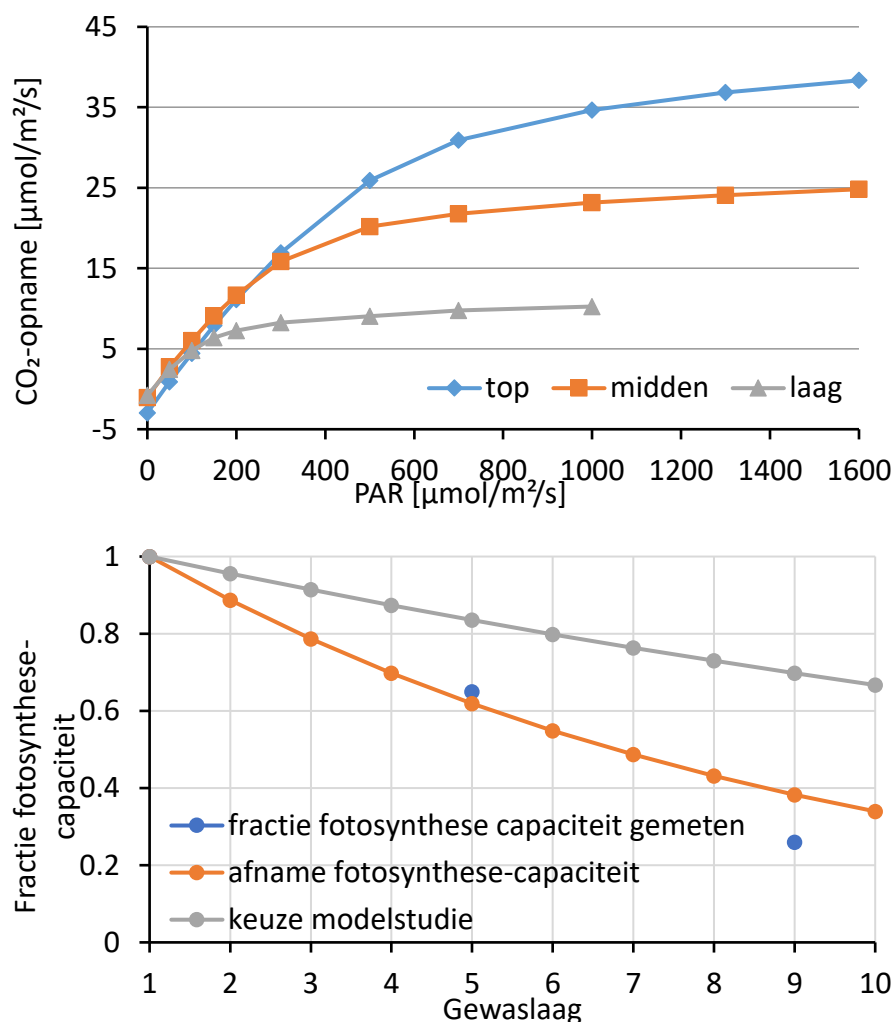 45
35
25
15
5
-5
CO₂-opname [µmol/m²/s]
top midden laag
0 200 400 600 800 1000 1200 1400 1600
PAR [µmol/m²/s]
1
0.8
0.6
0.4
0.2
0
Fractie fotosynthese-
capaciteit
fractie fotosynthese capaciteit gemeten
afname fotosynthese-capaciteit
keuze modelstudie
1 2 3 4 5 6 7 8 9 10
Gewaslaag